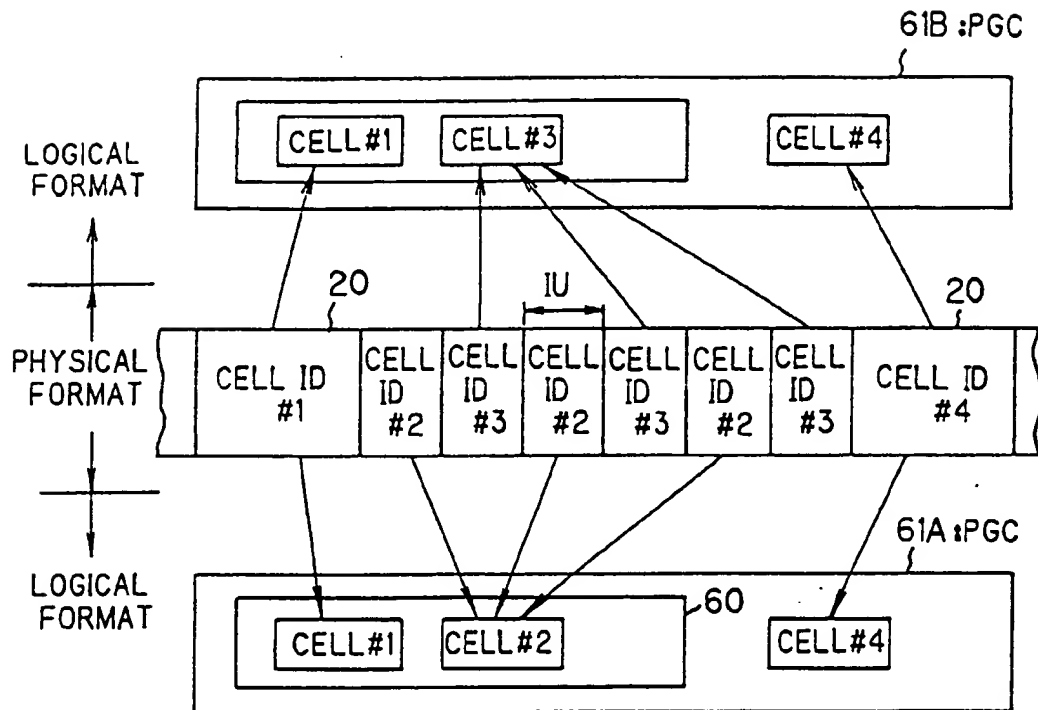 61B:PGC
CELL#1
CELL#3
CELL#4
LOGICAL
FORMAT
20
IU
20
PHYSICAL
FORMAT
CELL ID
#1
CELL
ID
#2
CELL
ID
#3
CELL
ID
#2
CELL
ID
#3
CELL
ID
#2
CELL
ID
#3
CELL ID
#4
61A:PGC
LOGICAL
FORMAT
60
CELL#1
CELL#2
CELL#4